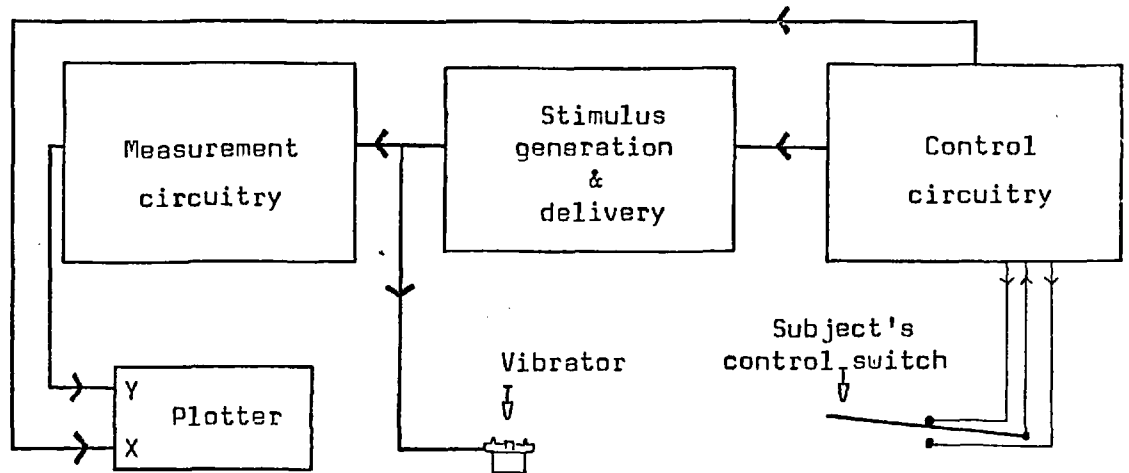 Measurement
circuitry
Stimulus
generation
&
delivery
Control
circuitry
Subject's
control switch
Vibrator
Y
Plotter
X